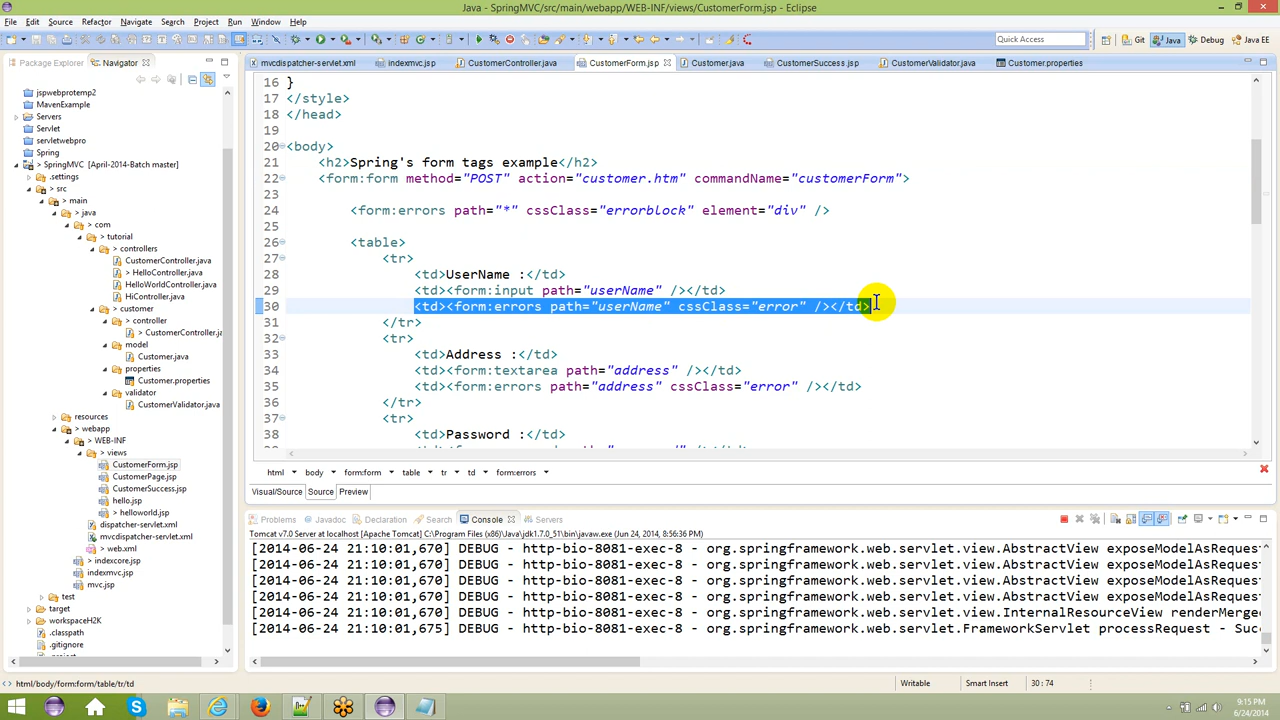 Java - SpringMVC/src/main/webapp/WEB-INF/views/CustomerForm.jsp - Eclipse
File Edit Source Refactor Navigate Search Project Run Window Help
Quick Access
Git Java Debug Java EE
Package Explorer Navigator
mvcdispatcher-servlet.xml indexmvc.jsp CustomerController.java CustomerForm.jsp Customer.java CustomerSuccess.jsp CustomerValidator.java Customer.properties
jspwebprotemp2
MavenExample
Servers
Servlet
servletwebpro
Spring
> SpringMVC [April-2014-Batch master]
.settings
> src
> main
> java
> com
> tutorial
> controllers
CustomerController.java
> HelloController.java
HelloWorldController.java
HiController.java
> customer
> controller
> CustomerController.ja
model
Customer.java
properties
Customer.properties
validator
CustomerValidator.java
resources
> webapp
WEB-INF
> views
CustomerForm.jsp
CustomerPage.jsp
CustomerSuccess.jsp
hello.jsp
> helloworld.jsp
dispatcher-servlet.xml
mvcdispatcher-servlet.xml
> web.xml
> indexcore.jsp
indexmvc.jsp
mvc.jsp
> test
target
workspaceH2K
.classpath
.gitignore
.project
16 }
17 </style>
18 </head>
19
20 <body>
21 <h2>Spring's form tags example</h2>
22 <form:form method="POST" action="customer.htm" commandName="customerForm">
23
24 <form:errors path="*" cssClass="errorblock" element="div" />
25
26 <table>
27 <tr>
28 <td>UserName :</td>
29 <td><form:input path="userName" /></td>
30 <td><form:errors path="userName" cssClass="error" /></td>
31 </tr>
32 <tr>
33 <td>Address :</td>
34 <td><form:textarea path="address" /></td>
35 <td><form:errors path="address" cssClass="error" /></td>
36 </tr>
37 <tr>
38 <td>Password :</td>
html body form:form table tr td form:errors
Visual/Source Source Preview
Problems Javadoc Declaration Search Console Servers
Tomcat v7.0 Server at localhost [Apache Tomcat] C:\Program Files (x86)\Java\jdk1.7.0_51\bin\javaw.exe (Jun 24, 2014, 8:56:36 PM)
[2014-06-24 21:10:01,670] DEBUG - http-bio-8081-exec-8 - org.springframework.web.servlet.view.AbstractView exposeModelAsRequest
[2014-06-24 21:10:01,670] DEBUG - http-bio-8081-exec-8 - org.springframework.web.servlet.view.AbstractView exposeModelAsRequest
[2014-06-24 21:10:01,670] DEBUG - http-bio-8081-exec-8 - org.springframework.web.servlet.view.AbstractView exposeModelAsRequest
[2014-06-24 21:10:01,670] DEBUG - http-bio-8081-exec-8 - org.springframework.web.servlet.view.AbstractView exposeModelAsRequest
[2014-06-24 21:10:01,670] DEBUG - http-bio-8081-exec-8 - org.springframework.web.servlet.view.InternalResourceView renderMerged
[2014-06-24 21:10:01,675] DEBUG - http-bio-8081-exec-8 - org.springframework.web.servlet.FrameworkServlet processRequest - Succ
html/body/form:form/table/tr/td
Writable Smart Insert 30 : 74
9:15 PM
6/24/2014